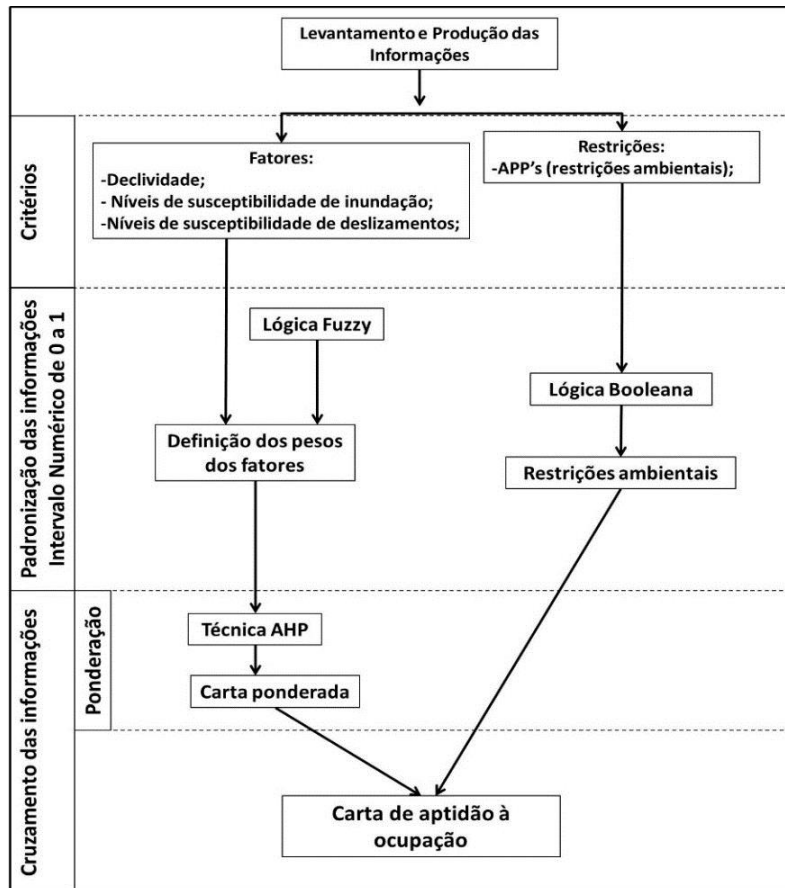 Levantamento e Produção das
Informações
Critérios
Fatores:
-Declividade;
- Níveis de susceptibilidade de inundação;
-Níveis de susceptibilidade de deslizamentos;
Restrições:
-APP's (restrições ambientais);
Padronização das informações
Intervalo Numérico de 0 a 1
Lógica Fuzzy
Lógica Booleana
Definição dos pesos
dos fatores
Restrições ambientais
Cruzamento das informações
Ponderação
Técnica AHP
Carta ponderada
Carta de aptidão à
ocupação